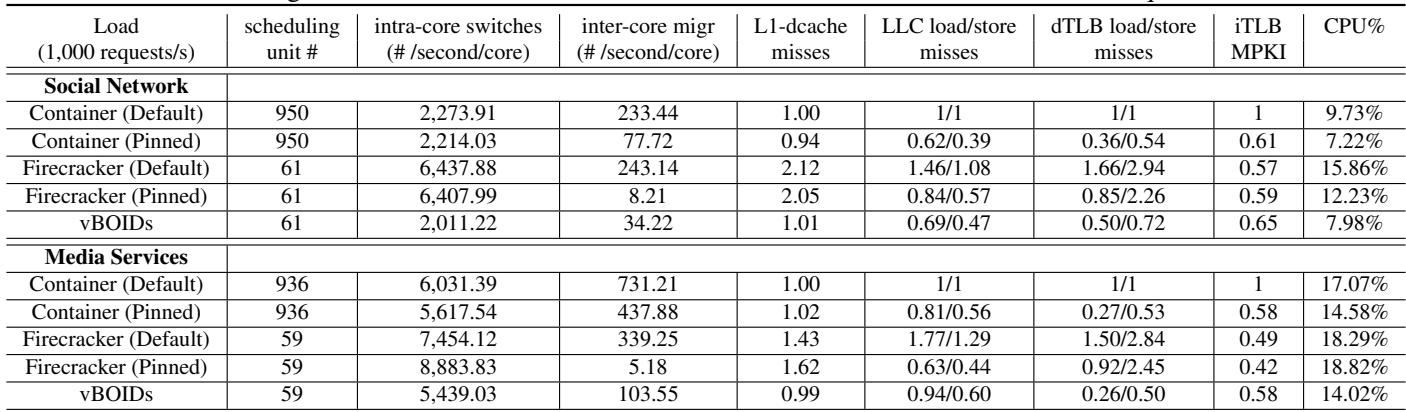 Load scheduling intra-core switches inter-core migr L1-dcache LLC load/store dTLB load/store iTLB CPU%
(1,000 requests/s) unit # (# /second/core) (# /second/core) misses misses misses MPKI
Social Network
Container (Default) 950 2,273.91 233.44 1.00 1/1 1/1 1 9.73%
Container (Pinned) 950 2,214.03 77.72 0.94 0.62/0.39 0.36/0.54 0.61 7.22%
Firecracker (Default) 61 6,437.88 243.14 2.12 1.46/1.08 1.66/2.94 0.57 15.86%
Firecracker (Pinned) 61 6,407.99 8.21 2.05 0.84/0.57 0.85/2.26 0.59 12.23%
vBOIDs 61 2,011.22 34.22 1.01 0.69/0.47 0.50/0.72 0.65 7.98%
Media Services
Container (Default) 936 6,031.39 731.21 1.00 1/1 1/1 1 17.07%
Container (Pinned) 936 5,617.54 437.88 1.02 0.81/0.56 0.27/0.53 0.58 14.58%
Firecracker (Default) 59 7,454.12 339.25 1.43 1.77/1.29 1.50/2.84 0.49 18.29%
Firecracker (Pinned) 59 8,883.83 5.18 1.62 0.63/0.44 0.92/2.45 0.42 18.82%
vBOIDs 59 5,439.03 103.55 0.99 0.94/0.60 0.26/0.50 0.58 14.02%